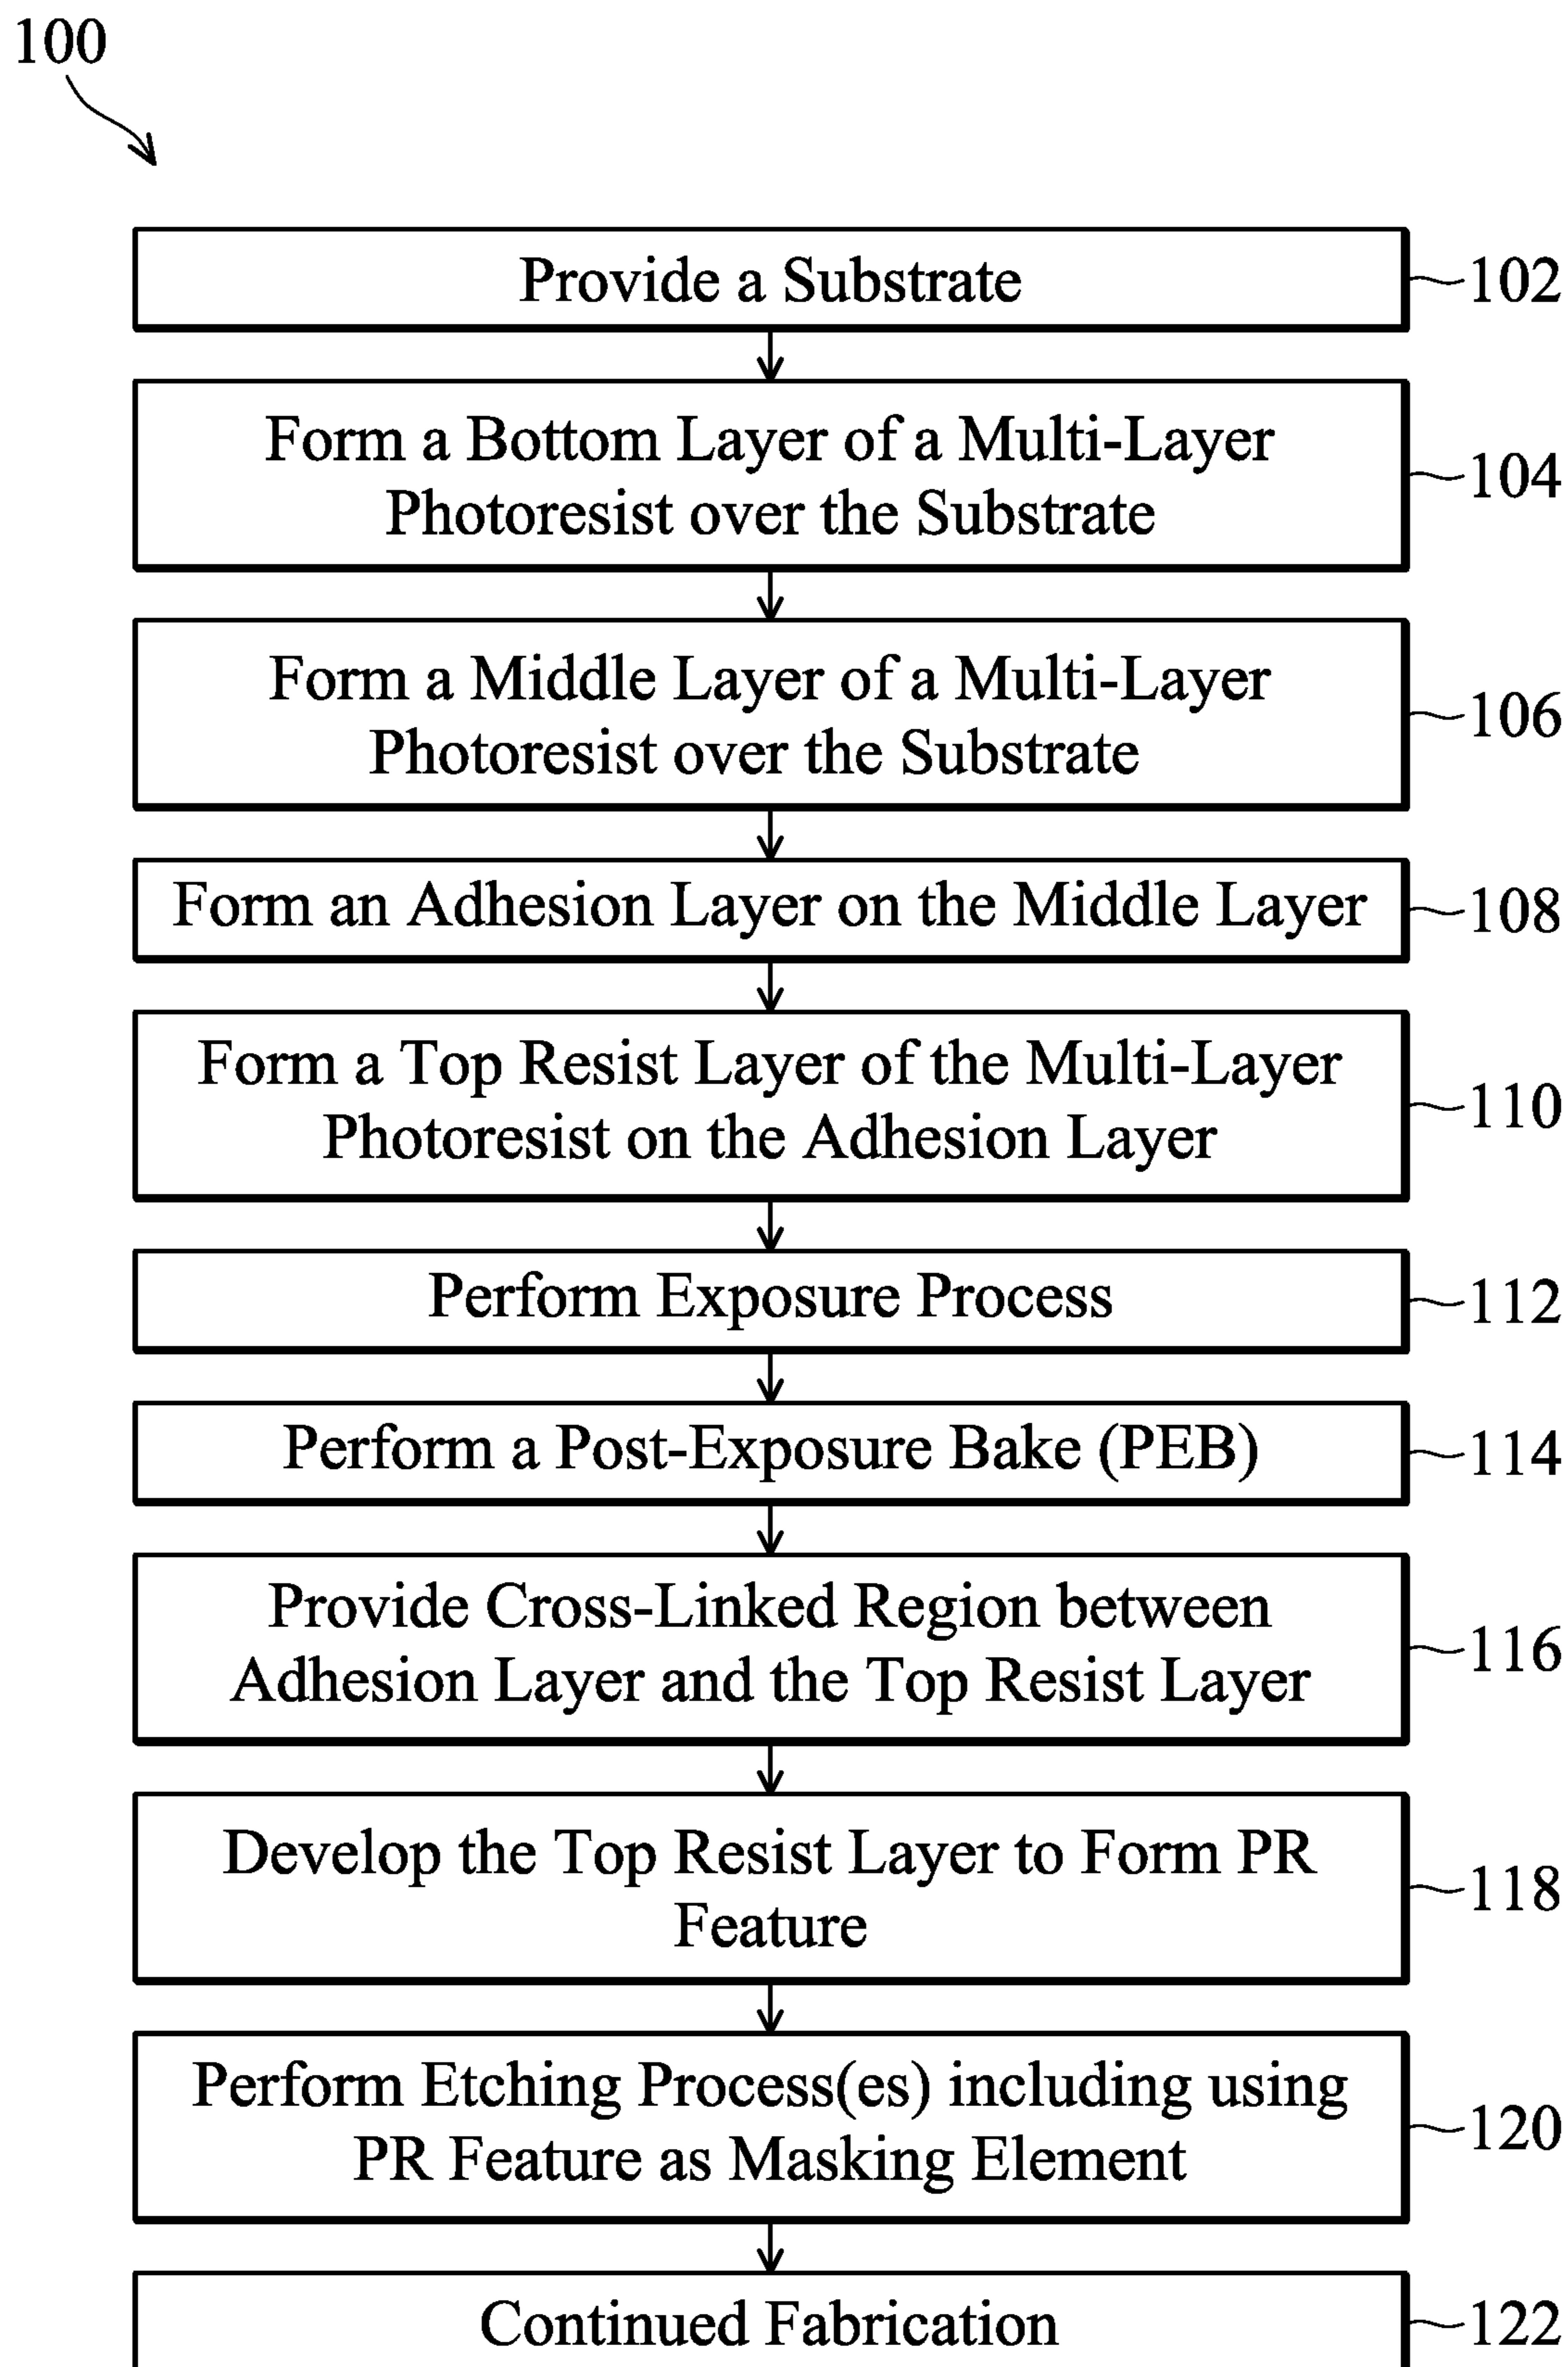 100
Provide a Substrate
102
Form a Bottom Layer of a Multi-Layer
Photoresist over the Substrate
104
Form a Middle Layer of a Multi-Layer
Photoresist over the Substrate
106
Form an Adhesion Layer on the Middle Layer
108
Form a Top Resist Layer of the Multi-Layer
Photoresist on the Adhesion Layer
110
Perform Exposure Process
112
Perform a Post-Exposure Bake (PEB)
114
Provide Cross-Linked Region between
Adhesion Layer and the Top Resist Layer
116
Develop the Top Resist Layer to Form PR
Feature
118
Perform Etching Process(es) including using
PR Feature as Masking Element
120
Continued Fabrication
122